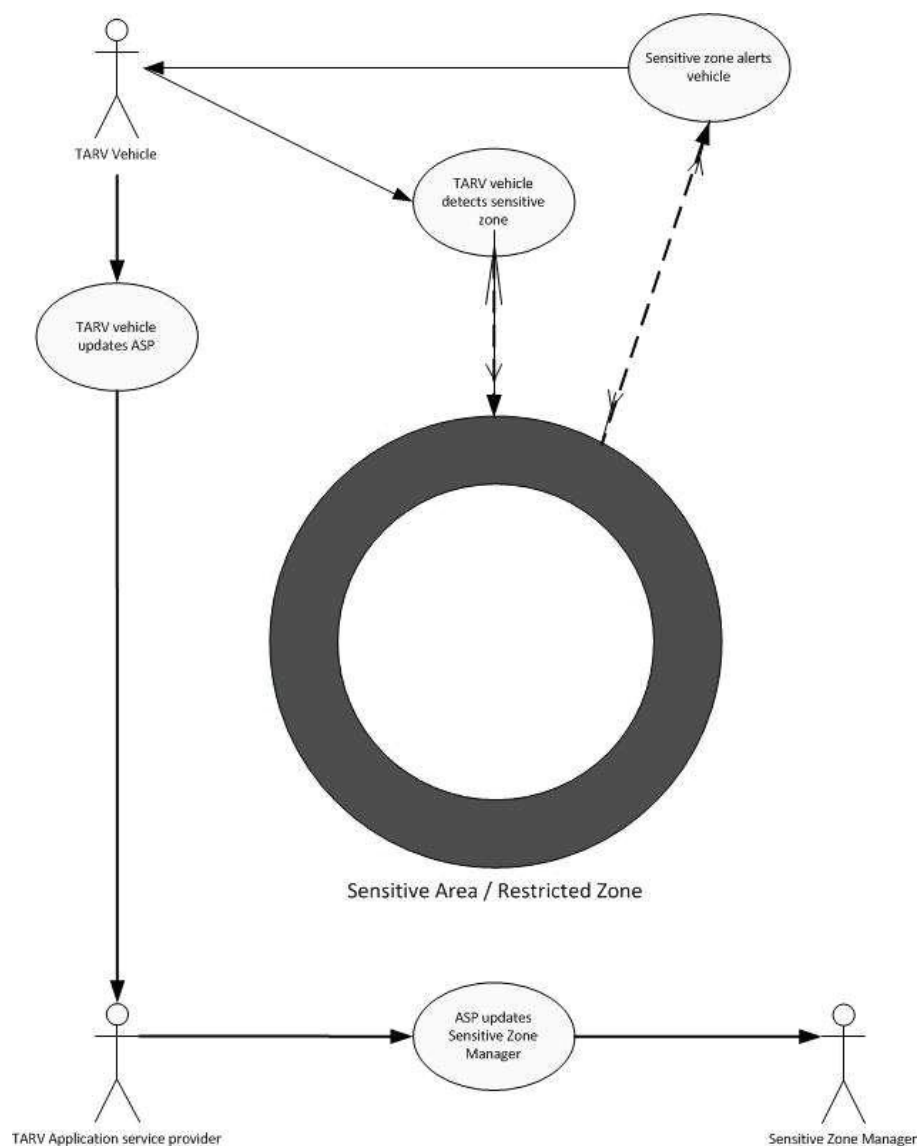 Sensitive zone alerts
vehicle
TARV Vehicle
TARV vehicle
detects sensitive
zone
TARV vehicle
updates ASP
Sensitive Area / Restricted Zone
ASP updates
Sensitive Zone
Manager
TARV Application service provider
Sensitive Zone Manager